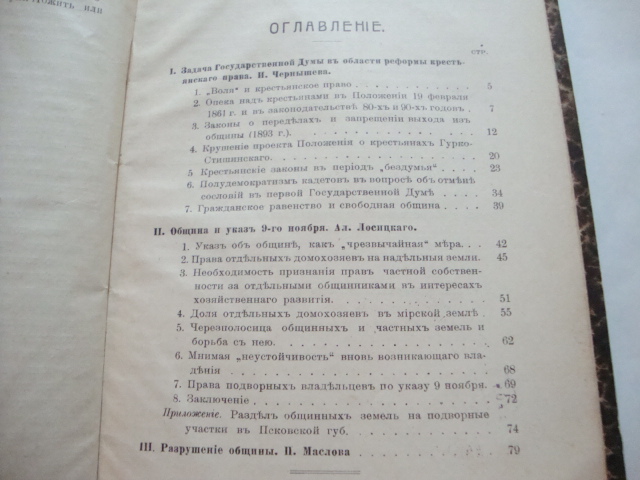 или
ОГЛАВЛЕНІЕ.
стр.
I. Задача Государственной Думы въ области реформы кресть-
янскаго права. И. Чернышева.
1. „Воля" и крестьянское право . . . . . . . . . . . . 5
2. Опека надъ крестьянами въ Положеніи 19 февраля
1861 г. и въ законодательствѣ 80-хъ и 90-хъ годовъ . 7
3. Законы о передѣлахъ и запрещеніи выхода изъ
общины (1893 г.). . . . . . . . . . . . 12
4. Крушеніе проекта Положенія о крестьянахъ Гурко-
Стишинскаго. . . . . . . . . . . . 20
5 Крестьянскіе законы въ періодъ „бездумья" . . . 23
6. Полудемократизмъ кадетовъ въ вопросѣ объ отмѣнѣ
сословій въ первой Государственной Думѣ . . . . 34
7. Гражданское равенство и свободная община . . . . 39
II. Община и указъ 9-го ноября. Ал. Лосицкаго.
1. Указъ объ общинѣ, какъ „чрезвычайная" мѣра. . . 42
2. Права отдѣльныхъ домохозяевъ на надѣльныя земли. 45
3. Необходимость признанія правъ частной собствен-
ности за отдѣльными общинниками въ интересахъ
хозяйственнаго развитія. . . . . . . . . . . . 51
4. Доля отдѣльныхъ домохозяевъ въ мірской землѣ . . 55
5. Черезполосица общинныхъ и частныхъ земель и
борьба съ нею. . . . . . . . . . . . 62
6. Мнимая „неустойчивость" вновь возникающаго вла-
дѣнія . . . . . . . . . . . . 68
7. Права подворныхъ владѣльцевъ по указу 9 ноября. . 69
8. Заключеніе . . . . . . . . . . . . 72
Приложеніе. Раздѣлъ общинныхъ земель на подворные
участки въ Псковской губ. . . . . . . . . . . . 74
III. Разрушеніе общины. П. Маслова . . . . . . . . . . . . 79